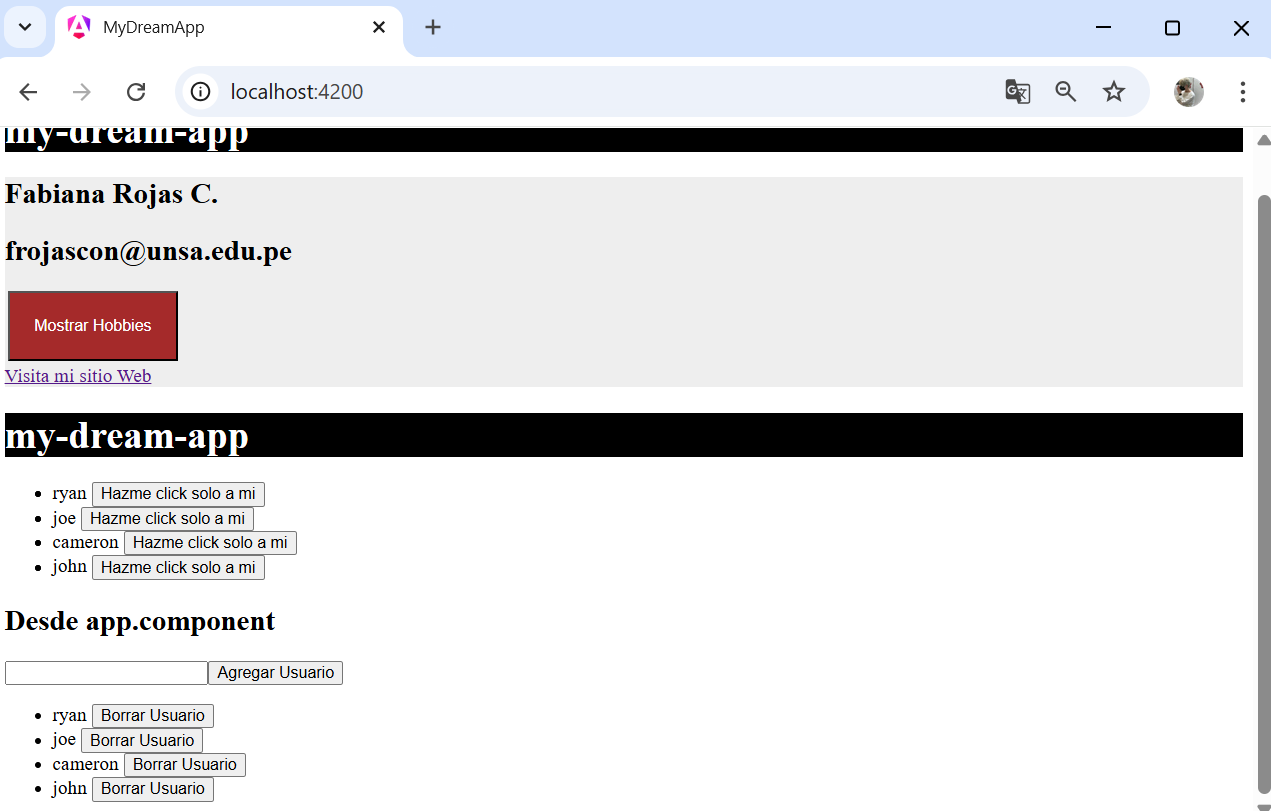 MyDreamApp
localhost:4200
my-dream-app
Fabiana Rojas C.
frojascon@unsa.edu.pe
Mostrar Hobbies
Visita mi sitio Web
my-dream-app
ryan Hazme click solo a mi
joe Hazme click solo a mi
cameron Hazme click solo a mi
john Hazme click solo a mi
Desde app.component
Agregar Usuario
ryan Borrar Usuario
joe Borrar Usuario
cameron Borrar Usuario
john Borrar Usuario